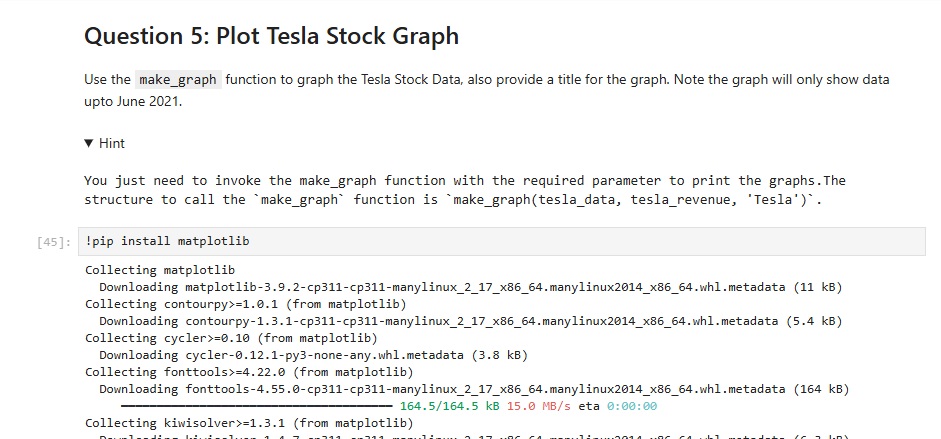 Question 5: Plot Tesla Stock Graph
Use the make_graph function to graph the Tesla Stock Data, also provide a title for the graph. Note the graph will only show data
upto June 2021.
▼ Hint
You just need to invoke the make_graph function with the required parameter to print the graphs.The
structure to call the `make_graph` function is `make_graph(tesla_data, tesla_revenue, 'Tesla')`.
[45]: !pip install matplotlib
Collecting matplotlib
Downloading matplotlib-3.9.2-cp311-cp311-manylinux_2_17_x86_64.manylinux2014_x86_64.whl.metadata (11 kB)
Collecting contourpy>=1.0.1 (from matplotlib)
Downloading contourpy-1.3.1-cp311-cp311-manylinux_2_17_x86_64.manylinux2014_x86_64.whl.metadata (5.4 kB)
Collecting cycler>=0.10 (from matplotlib)
Downloading cycler-0.12.1-py3-none-any.whl.metadata (3.8 kB)
Collecting fonttools>=4.22.0 (from matplotlib)
Downloading fonttools-4.55.0-cp311-cp311-manylinux_2_17_x86_64.manylinux2014_x86_64.whl.metadata (164 kB)
164.5/164.5 kB 15.0 MB/s eta 0:00:00
Collecting kiwisolver>=1.3.1 (from matplotlib)